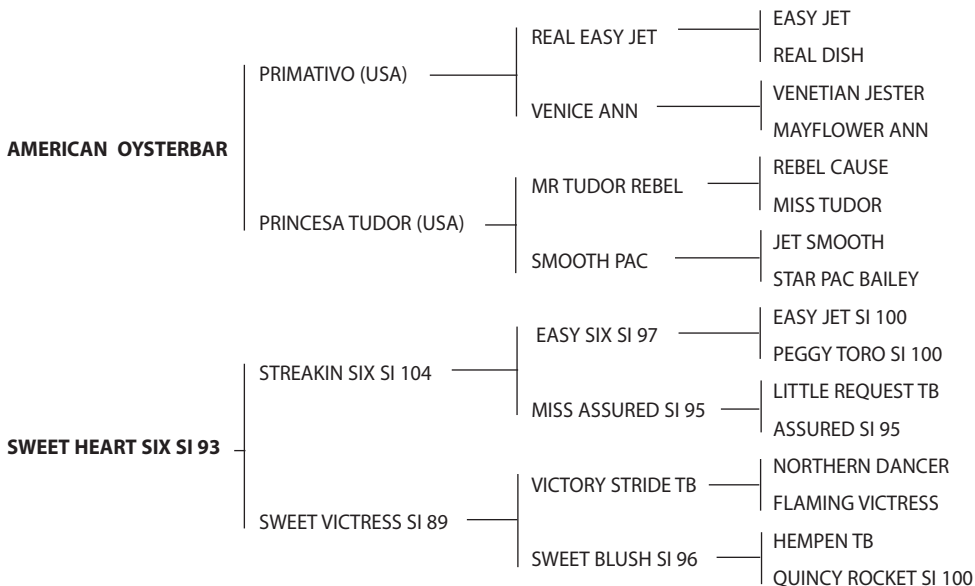 EASY JET
REAL EASY JET
REAL DISH
PRIMATIVO (USA)
VENETIAN JESTER
VENICE ANN
MAYFLOWER ANN
AMERICAN OYSTERBAR
REBEL CAUSE
MR TUDOR REBEL
MISS TUDOR
PRINCESA TUDOR (USA)
JET SMOOTH
SMOOTH PAC
STAR PAC BAILEY
EASY JET SI 100
EASY SIX SI 97
PEGGY TORO SI 100
STREAKIN SIX SI 104
LITTLE REQUEST TB
MISS ASSURED SI 95
ASSURED SI 95
SWEET HEART SIX SI 93
NORTHERN DANCER
VICTORY STRIDE TB
FLAMING VICTRESS
SWEET VICTRESS SI 89
HEMPEN TB
SWEET BLUSH SI 96
QUINCY ROCKET SI 100